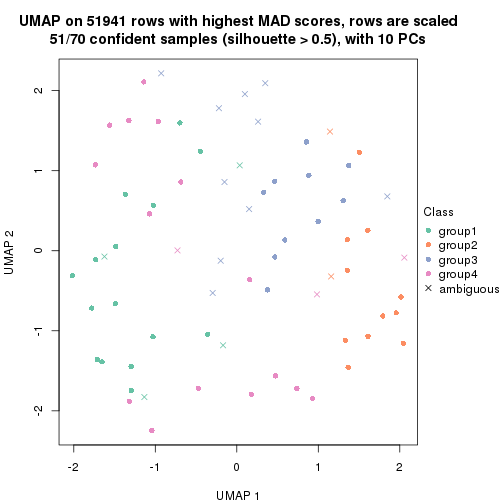 UMAP on 51941 rows with highest MAD scores, rows are scaled
51/70 confident samples (silhouette > 0.5), with 10 PCs
2
1
0
-1
-2
UMAP 2
-2
-1
0
1
2
UMAP 1
Class
group1
group2
group3
group4
ambiguous